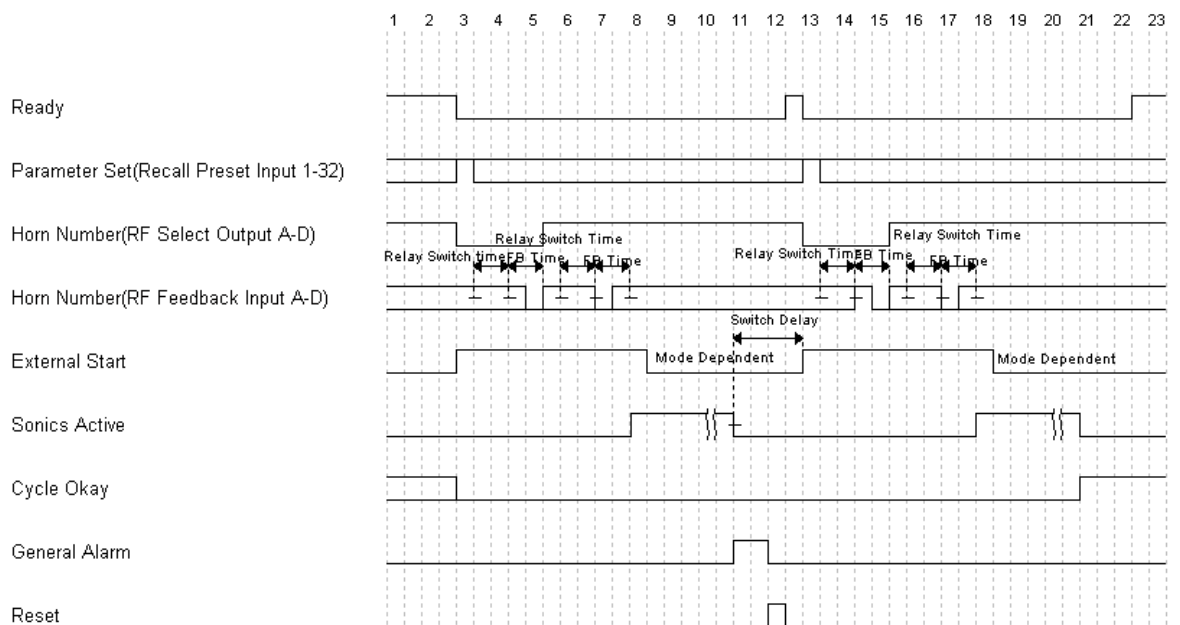 1 2 3 4 5 6 7 8 9 10 11 12 13 14 15 16 17 18 19 20 21 22 23
Ready
Parameter Set(Recall Preset Input 1-32)
Horn Number(RF Select Output A-D)
Relay Switch Time
Relay Switch Time
Relay Switch time
FB Time
FB Time
Relay Switch Time
FB Time
FB Time
Horn Number(RF Feedback Input A-D)
Switch Delay
External Start
Mode Dependent
Mode Dependent
Sonics Active
Cycle Okay
General Alarm
Reset